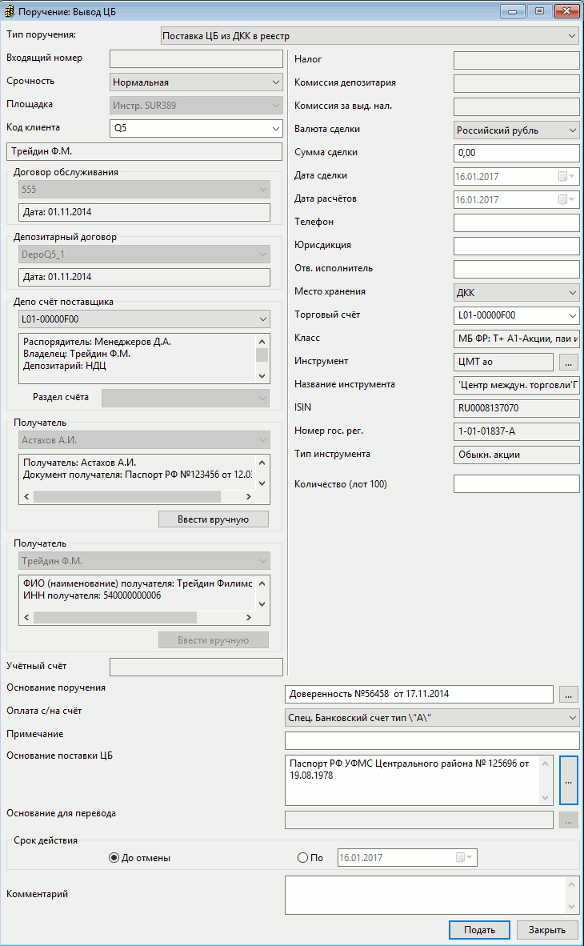 Поручение: Вывод ЦБ
Тип поручения: Поставка ЦБ из ДКК в реестр
Входящий номер
Срочность Нормальная
Площадка Инстр. SUR389
Код клиента Q5
Трейдин Ф.М.
Договор обслуживания
555
Дата: 01.11.2014
Депозитарный договор
DepoQ5_1
Дата: 01.11.2014
Депо счёт поставщика
L01-00000F00
Распорядитель: Менеджеров Д.А.
Владелец: Трейдин Ф.М.
Депозитарий: НДЦ
Раздел счёта
Получатель
Астахов А.И.
Получатель: Астахов А.И.
Документ получателя: Паспорт РФ №123456 от 12.0
Ввести вручную
Получатель
Трейдин Ф.М.
ФИО (наименование) получателя: Трейдин Филимо
ИНН получателя: 540000000006
Ввести вручную
Учётный счёт
Налог
Комиссия депозитария
Комиссия за выд. нал.
Валюта сделки Российский рубль
Сумма сделки 0,00
Дата сделки 16.01.2017
Дата расчётов 16.01.2017
Телефон
Юрисдикция
Отв. исполнитель
Место хранения ДКК
Торговый счёт L01-00000F00
Класс МБ ФР: T+ A1-Акции, паи и
Инструмент ЦМТ ао ...
Название инструмента 'Центр междун. торговли'П
ISIN RU0008137070
Номер гос. рег. 1-01-01837-A
Тип инструмента Обыкн. акции
Количество (лот 100)
Основание поручения Доверенность №56458 от 17.11.2014 ...
Оплата с/на счёт Спец. Банковский счет тип \"А\"
Примечание
Основание поставки ЦБ Паспорт РФ УФМС Центрального района № 125696 от
19.08.1978
...
Основание для перевода ...
Срок действия
До отмены По 16.01.2017
Комментарий
Подать Закрыть